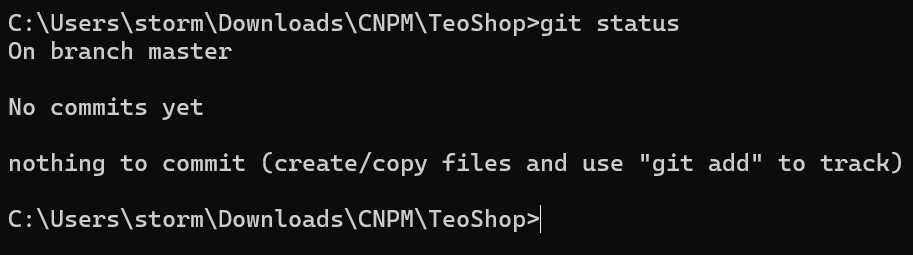 C:\Users\storm\Downloads\CNPM\TeoShop>git status
On branch master
No commits yet
nothing to commit (create/copy files and use "git add" to track)
C:\Users\storm\Downloads\CNPM\TeoShop>